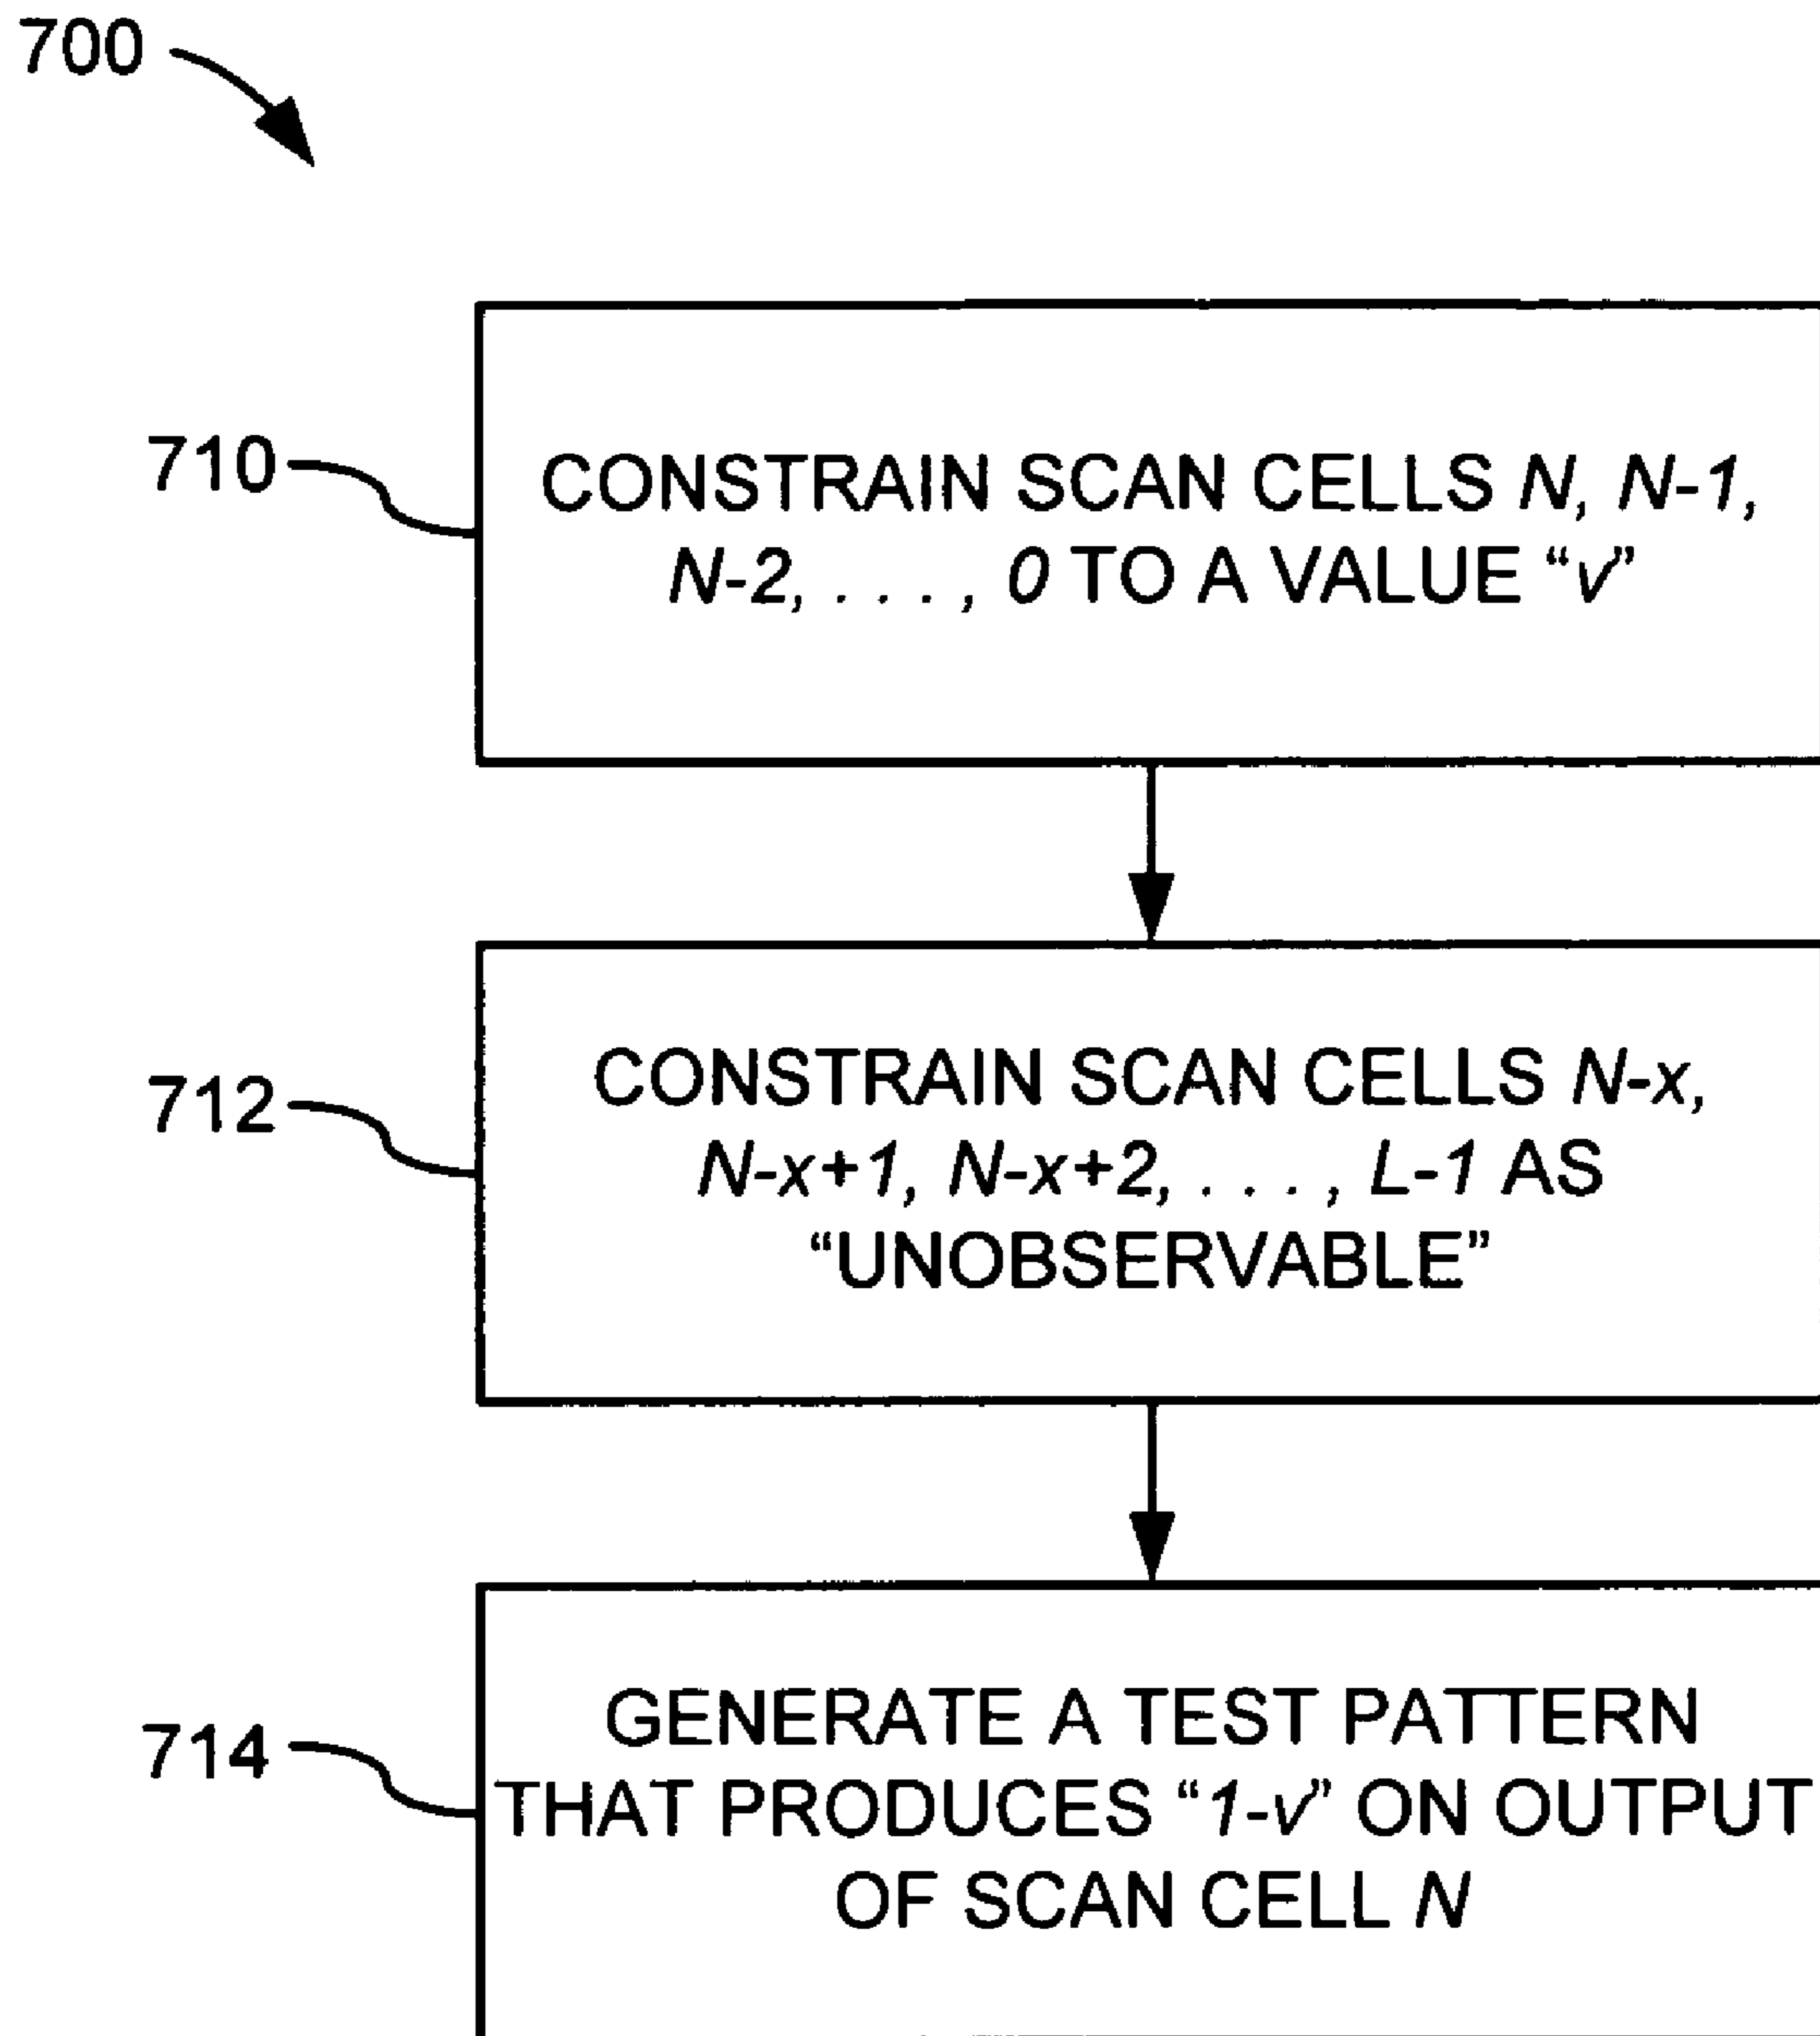 700
710
CONSTRAIN SCAN CELLS N, N-1,
N-2, . . . , 0 TO A VALUE “v”
712
CONSTRAIN SCAN CELLS N-x,
N-x+1, N-x+2, . . . , L-1 AS
“UNOBSERVABLE”
714
GENERATE A TEST PATTERN
THAT PRODUCES “1-v” ON OUTPUT
OF SCAN CELL N